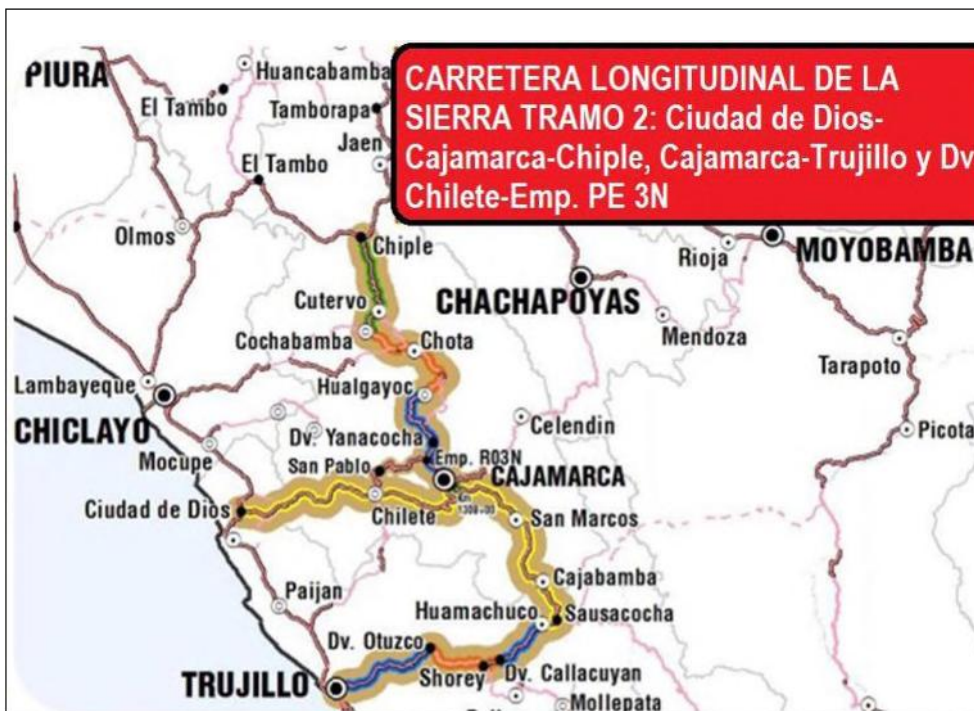 CARRETERA LONGITUDINAL DE LA
SIERRA TRAMO 2: Ciudad de Dios-
Cajamarca-Chiple, Cajamarca-Trujillo y Dv
Chilete-Emp. PE 3N
PIURA
Huancabamba
El Tambo
Tamborapa
Jaen
El Tambo
Olmos
Chiple
Rioja
MOYOBAMBA
CHACHAPOYAS
Cutervo
Mendoza
Cochabamba
Chota
Tarapoto
Lambayeque
Hualgayoc
CHICLAYO
Celendin
Picota
Dv. Yanacocha
Mocupe
Emp. R03N
San Pablo
CAJAMARCA
Ciudad de Dios
Chilete
San Marcos
Cajabamba
Paijan
Huamachuco
Sausacocha
Dv. Otuzco
Shorey
Dv. Callacuyan
TRUJILLO
Mollepata